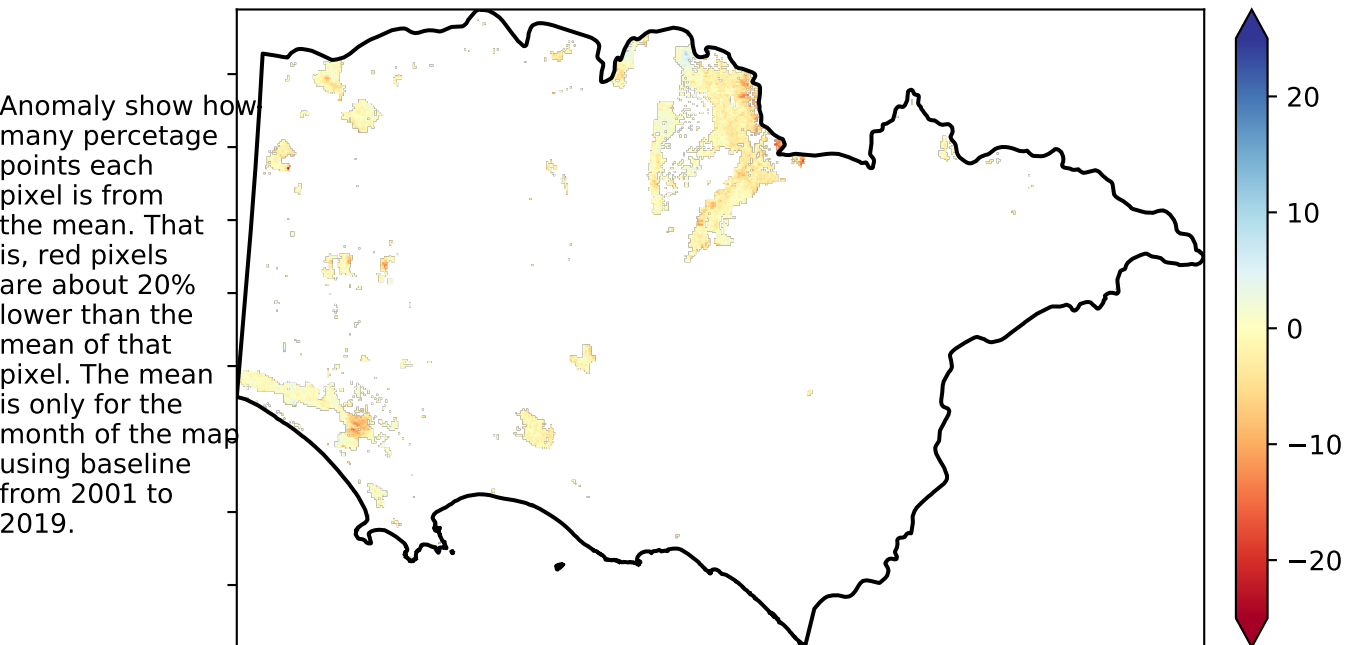 Anomaly show how
many percetage
points each
pixel is from
the mean. That
is, red pixels
are about 20%
lower than the
mean of that
pixel. The mean
is only for the
month of the map
using baseline
from 2001 to
2019.
20
10
0
−10
−20